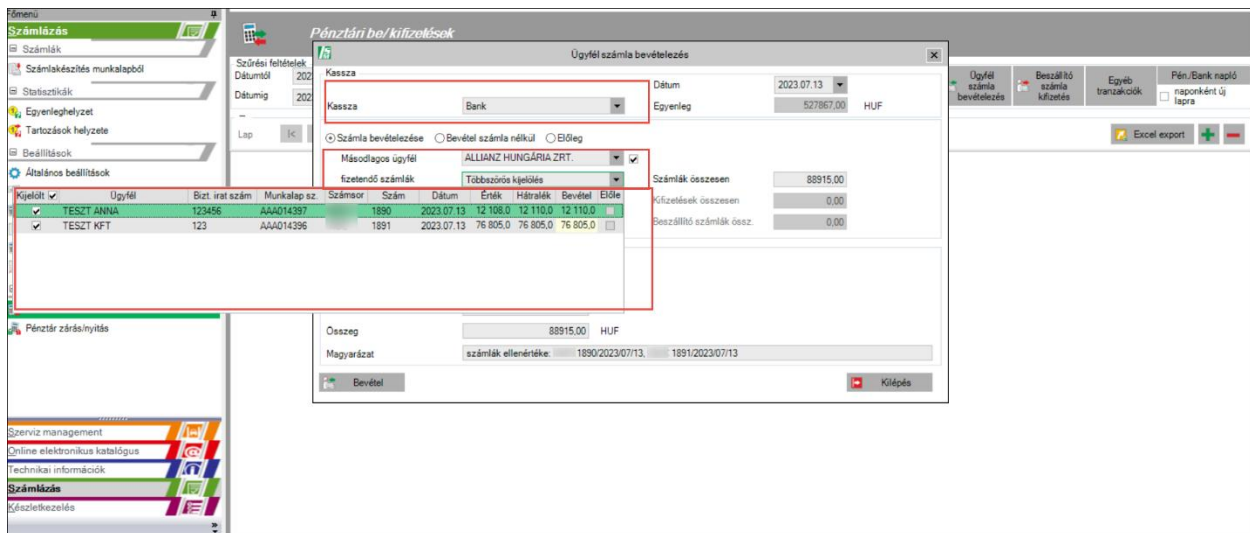 Főmenü
Számlázás
Számlák
Számlakészítés munkalapból
Statisztikák
Egyenleghelyzet
Tartozások helyzete
Beállítások
Általános beállítások
Pénztár zárás/nyitás
Szerviz management
Online elektronikus katalógus
Technikai információk
Számlázás
Készletkezelés
Pénztári be/kifizetések
Szűrési feltételek
Dátumtól 202
Dátumig 202
Lap
Ügyfél számla bevételezés
Beszállító számla kifizetés
Egyéb tranzakciók
Pén./Bank napló
naponként új lapra
Excel export
Ügyfél számla bevételezés
Kassza
Kassza Bank
Dátum 2023.07.13
Egyenleg 527867,00 HUF
Számla bevételezése Bevétel számla nélkül Előleg
Másodlagos ügyfél ALLIANZ HUNGÁRIA ZRT.
fizetendő számlák Többszörös kijelölés
Számlák összesen 88915,00
Kifizetések összesen 0,00
Beszállító számlák össz. 0,00
Kijelölt Ügyfél Bizt. irat szám Munkalap sz. Számsor Szám Dátum Érték Hátralék Bevétel Előle
TESZT ANNA 123456 AAA014397 1890 2023.07.13 12 108,0 12 110,0 12 110,0
TESZT KFT 123 AAA014396 1891 2023.07.13 76 805,0 76 805,0 76 805,0
Összeg 88915,00 HUF
Magyarázat számlák ellenértéke: 1890/2023/07/13, 1891/2023/07/13
Bevétel
Kilépés